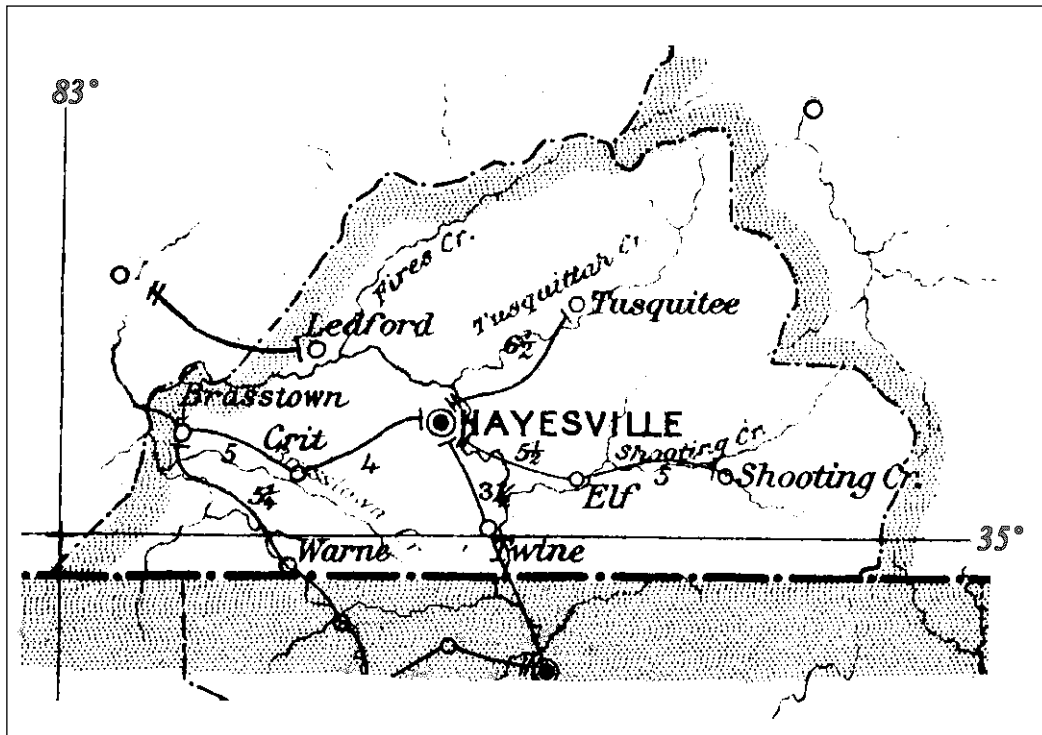 83°
Fires Cr.
Tusquittah Cr.
Ledford
Tusquitee
6½
Brasstown
HAYESVILLE
Crit
5
4
5½
Shooting Cr.
5
Shooting Cr.
5¼
3½
Elf
Warne
Twine
35°